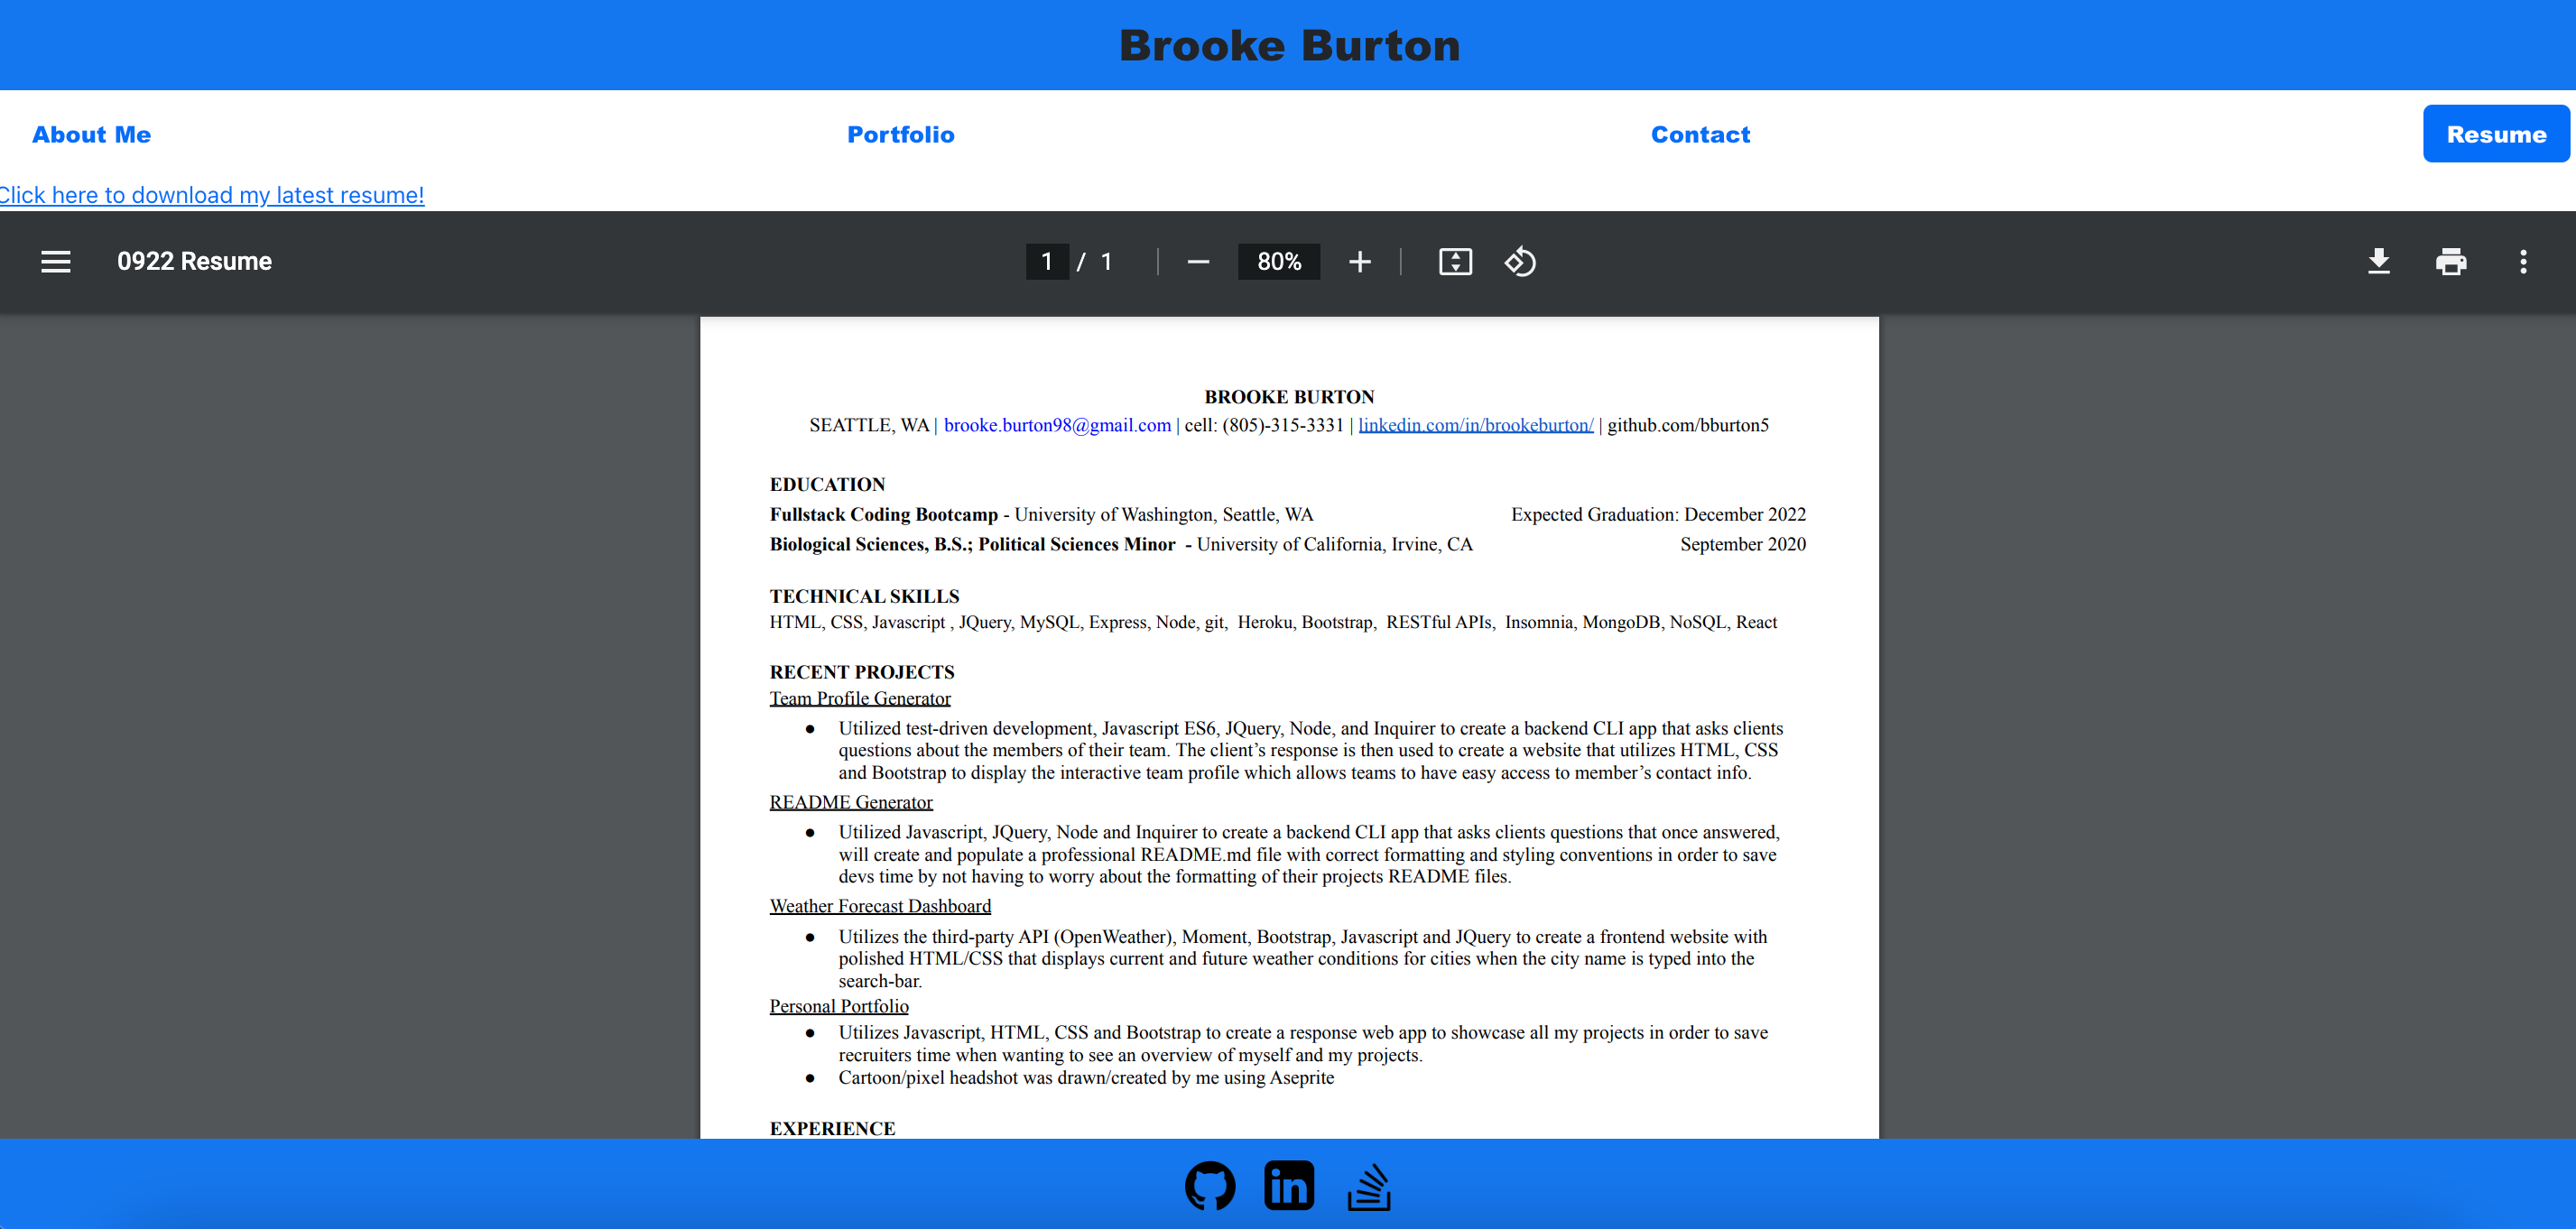 Brooke Burton
About Me Portfolio Contact Resume
Click here to download my latest resume!
0922 Resume 1 / 1 80%
BROOKE BURTON
SEATTLE, WA | brooke.burton98@gmail.com | cell: (805)-315-3331 | linkedin.com/in/brookeburton/ | github.com/bburton5
EDUCATION
Fullstack Coding Bootcamp - University of Washington, Seattle, WA Expected Graduation: December 2022
Biological Sciences, B.S.; Political Sciences Minor - University of California, Irvine, CA September 2020
TECHNICAL SKILLS
HTML, CSS, Javascript , JQuery, MySQL, Express, Node, git, Heroku, Bootstrap, RESTful APIs, Insomnia, MongoDB, NoSQL, React
RECENT PROJECTS
Team Profile Generator
● Utilized test-driven development, Javascript ES6, JQuery, Node, and Inquirer to create a backend CLI app that asks clients
questions about the members of their team. The client’s response is then used to create a website that utilizes HTML, CSS
and Bootstrap to display the interactive team profile which allows teams to have easy access to member’s contact info.
README Generator
● Utilized Javascript, JQuery, Node and Inquirer to create a backend CLI app that asks clients questions that once answered,
will create and populate a professional README.md file with correct formatting and styling conventions in order to save
devs time by not having to worry about the formatting of their projects README files.
Weather Forecast Dashboard
● Utilizes the third-party API (OpenWeather), Moment, Bootstrap, Javascript and JQuery to create a frontend website with
polished HTML/CSS that displays current and future weather conditions for cities when the city name is typed into the
search-bar.
Personal Portfolio
● Utilizes Javascript, HTML, CSS and Bootstrap to create a response web app to showcase all my projects in order to save
recruiters time when wanting to see an overview of myself and my projects.
● Cartoon/pixel headshot was drawn/created by me using Aseprite
EXPERIENCE
in